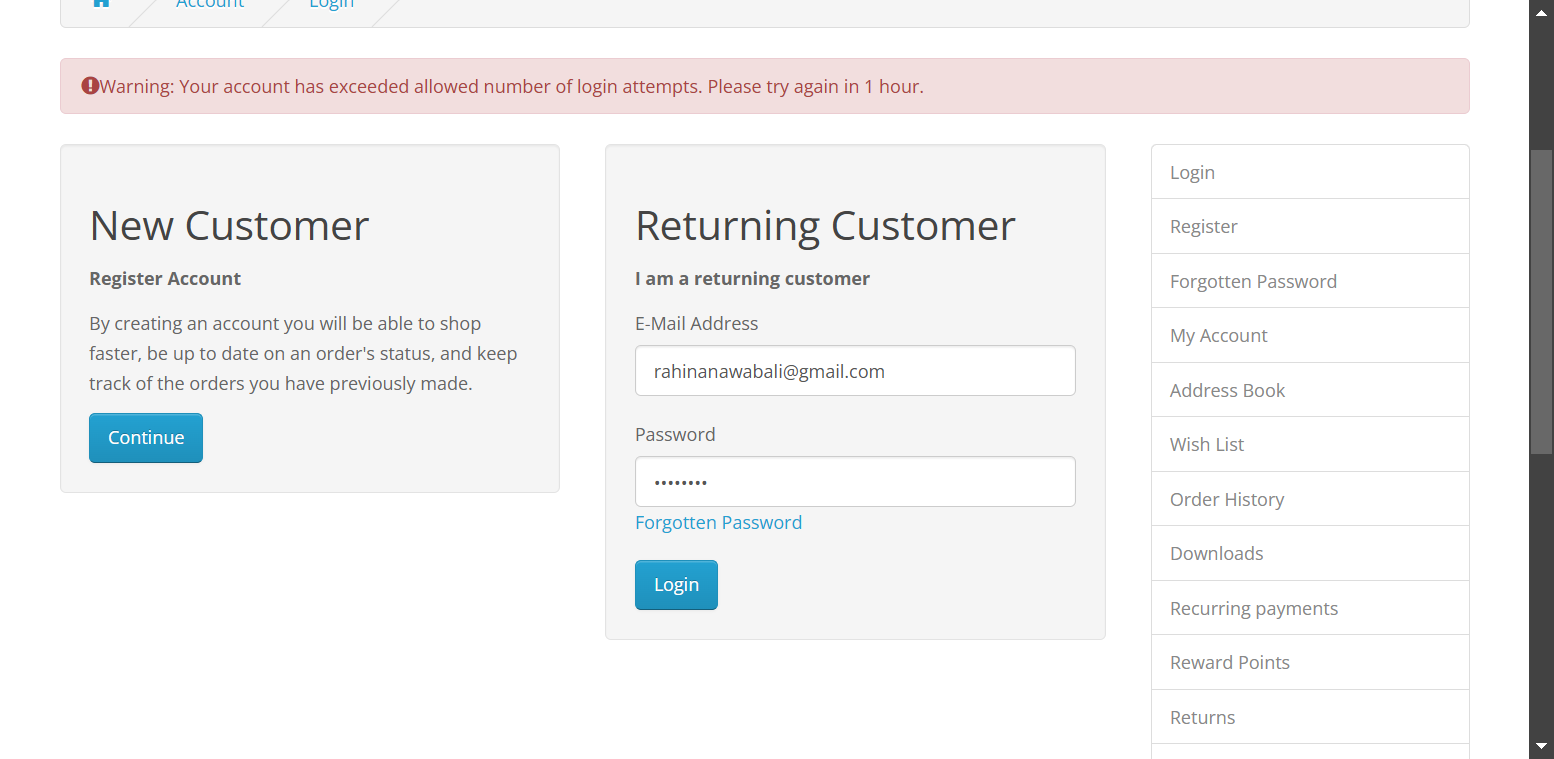 Account
Login
Warning: Your account has exceeded allowed number of login attempts. Please try again in 1 hour.
New Customer
Register Account
By creating an account you will be able to shop
faster, be up to date on an order's status, and keep
track of the orders you have previously made.
Continue
Returning Customer
I am a returning customer
E-Mail Address
rahinanawabali@gmail.com
Password
••••••••
Forgotten Password
Login
Login
Register
Forgotten Password
My Account
Address Book
Wish List
Order History
Downloads
Recurring payments
Reward Points
Returns